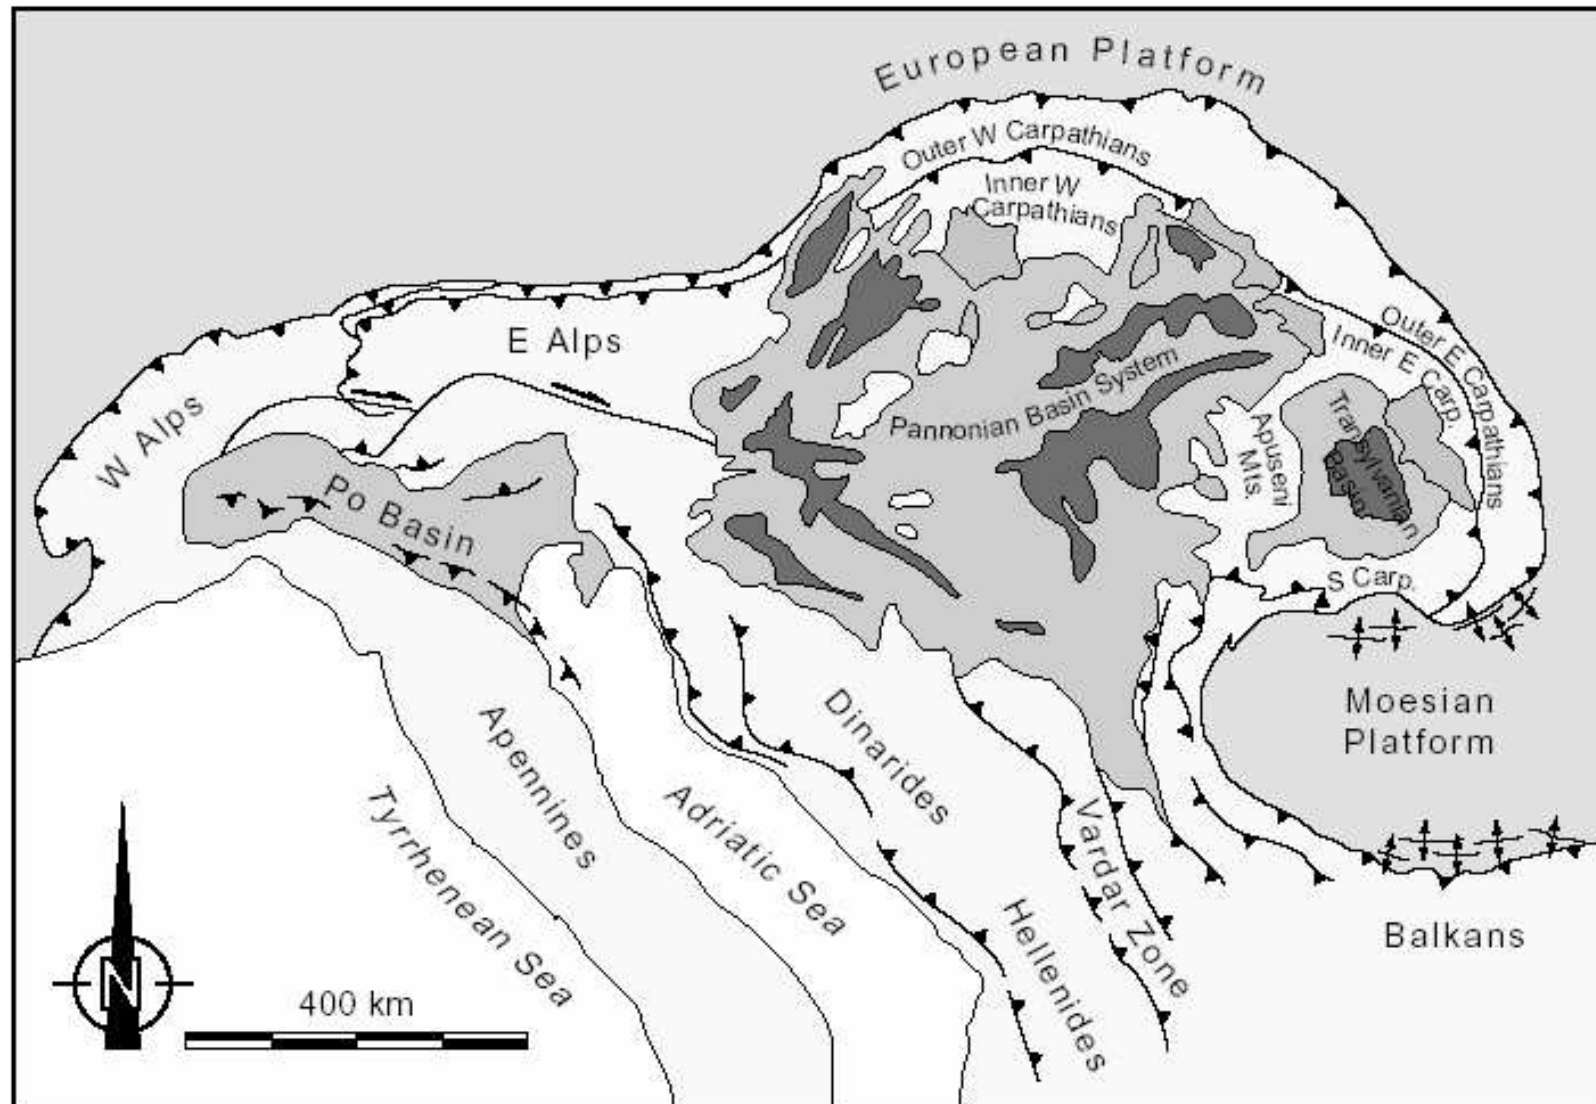 European Platform
Outer W Carpathians
Inner W
Carpathians
Outer E Carpathians
Inner E Carp.
E Alps
W Alps
Pannonian Basin System
Apuseni
Mts.
Transylvanian
Basin
Po Basin
S Carp.
Moesian
Platform
Dinarides
Apennines
Adriatic Sea
Tyrrhenean Sea
Vardar Zone
Hellenides
Balkans
N
400 km